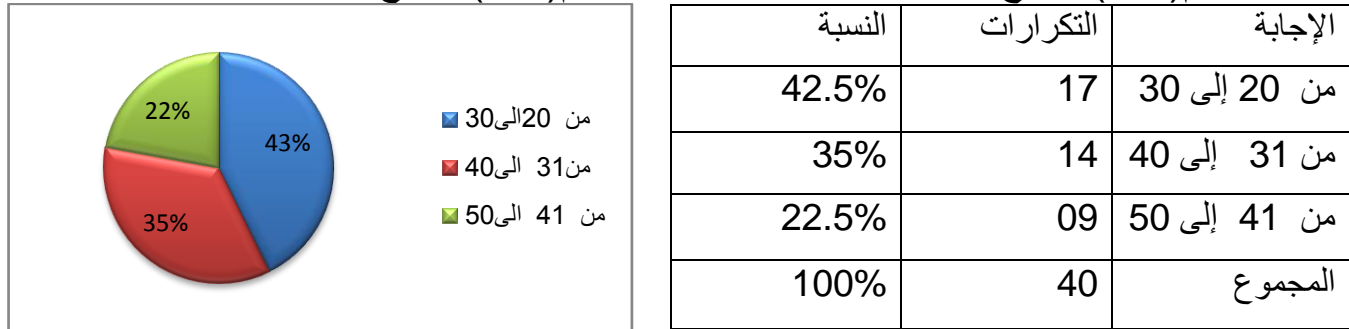 الإجابة التكرارات النسبة
من 20 إلى 30 17 42.5%
من 31 إلى 40 14 35%
من 41 إلى 50 09 22.5%
المجموع 40 100%
43%
35%
22%
من 20الى30
من31 الى40
من 41 الى50